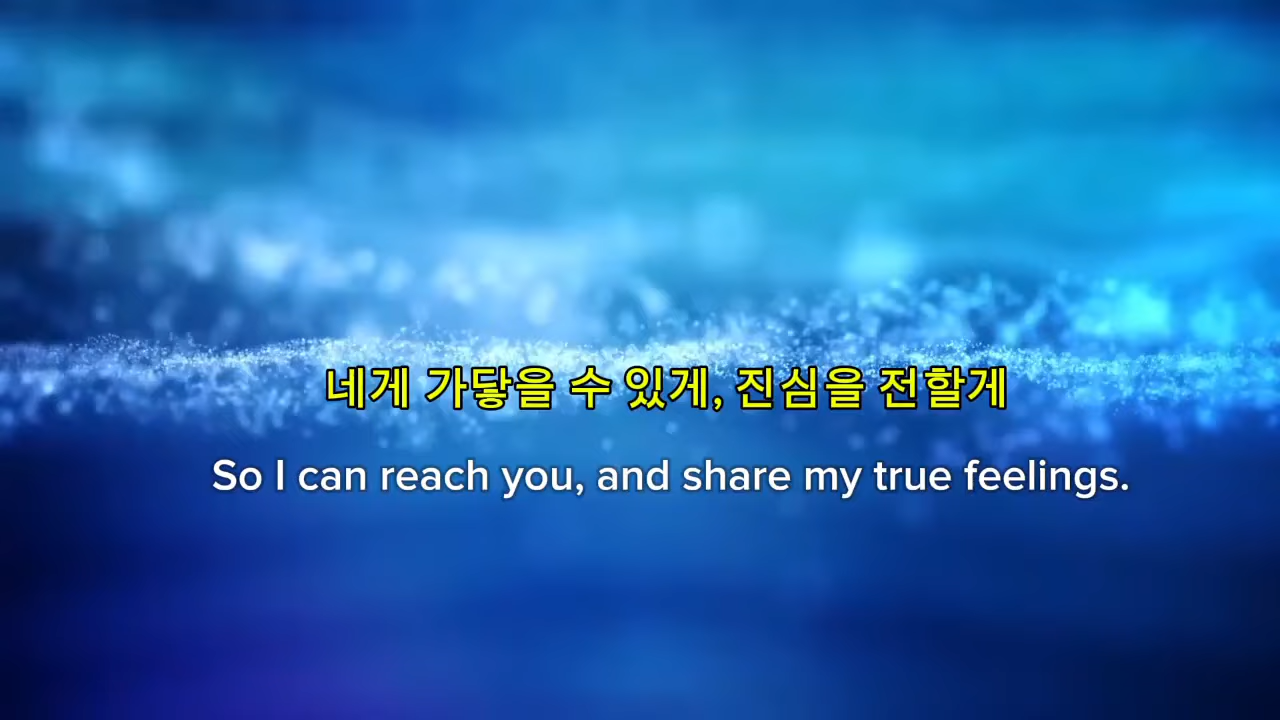 네게 가닿을 수 있게, 진심을 전할게
So I can reach you, and share my true feelings.